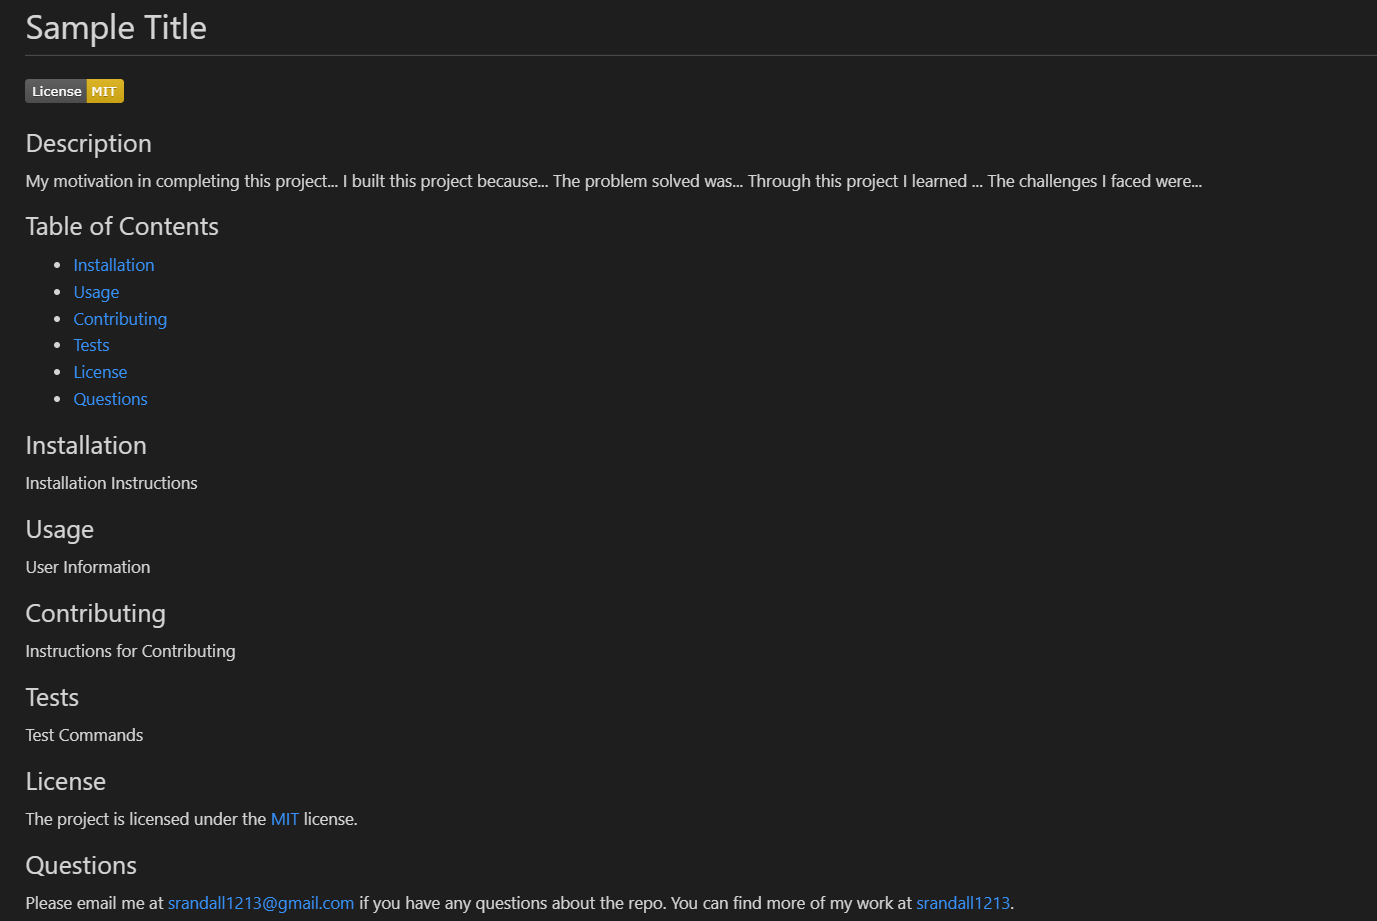 Sample Title
License MIT
Description
My motivation in completing this project... I built this project because... The problem solved was... Through this project I learned ... The challenges I faced were...
Table of Contents
Installation
Usage
Contributing
Tests
License
Questions
Installation
Installation Instructions
Usage
User Information
Contributing
Instructions for Contributing
Tests
Test Commands
License
The project is licensed under the MIT license.
Questions
Please email me at srandall1213@gmail.com if you have any questions about the repo. You can find more of my work at srandall1213.